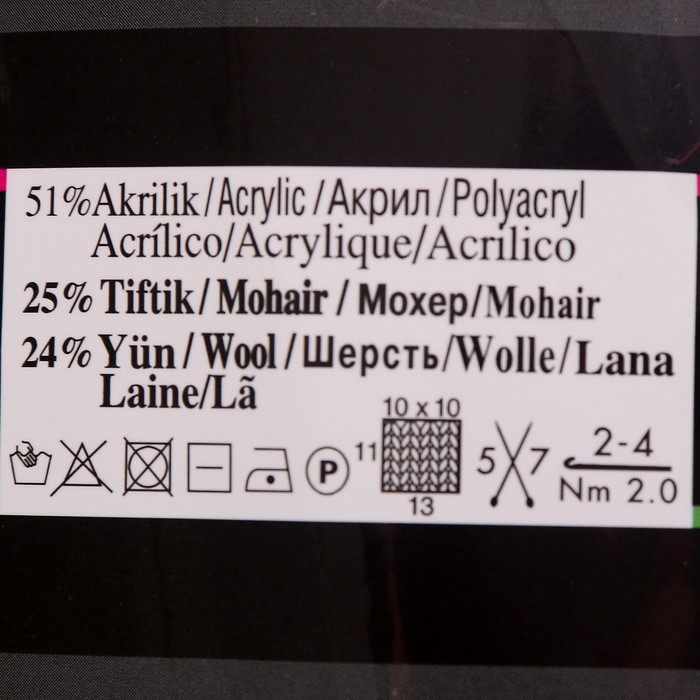 51% Akrilik / Acrylic / Акрил / Polyacryl
Acrílico/Acrylique/Acrilico
25% Tiftik / Mohair / Мохер/Mohair
24% Yün / Wool / Шерсть/Wolle/Lana
Laine/Lã
10 x 10
P 11 5 7 2-4
Nm 2.0
13